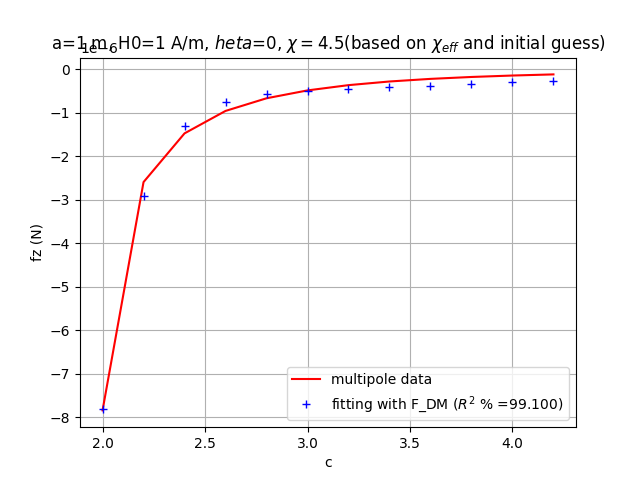 a=1 m, H0=1 A/m, heta=0, χ = 4.5(based on χeff and initial guess)
1e−6
0
−1
−2
−3
−4
−5
−6
−7
−8
fz (N)
2.0 2.5 3.0 3.5 4.0
c
multipole data
fitting with F_DM (R² % =99.100)